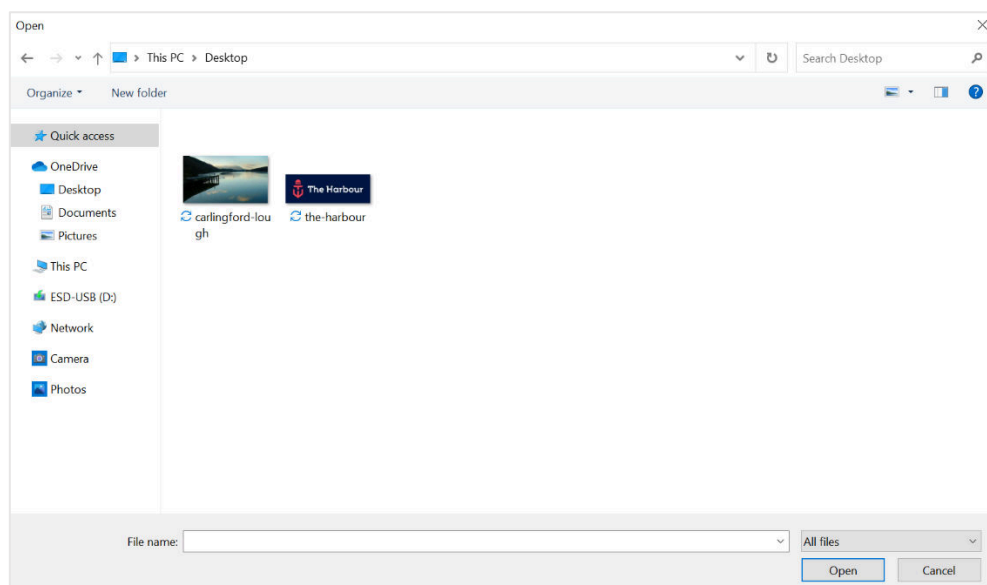 Open
This PC > Desktop
Search Desktop
Organize
New folder
Quick access
OneDrive
Desktop
Documents
Pictures
This PC
ESD-USB (D:)
Network
Camera
Photos
The Harbour
carlingford-lou
gh
the-harbour
File name:
All files
Open
Cancel